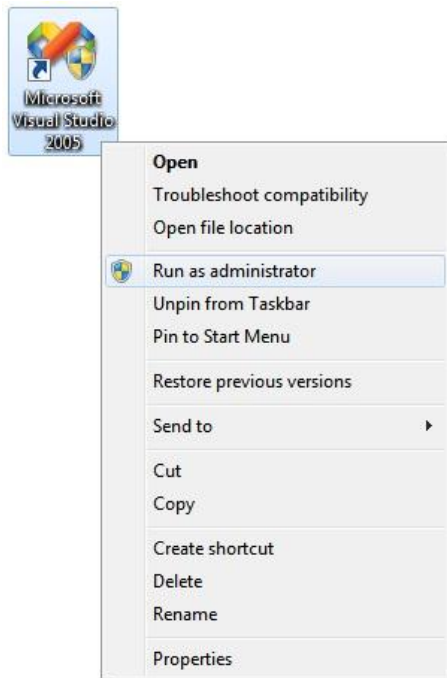 Microsoft
Visual Studio
2005
Open
Troubleshoot compatibility
Open file location
Run as administrator
Unpin from Taskbar
Pin to Start Menu
Restore previous versions
Send to
Cut
Copy
Create shortcut
Delete
Rename
Properties